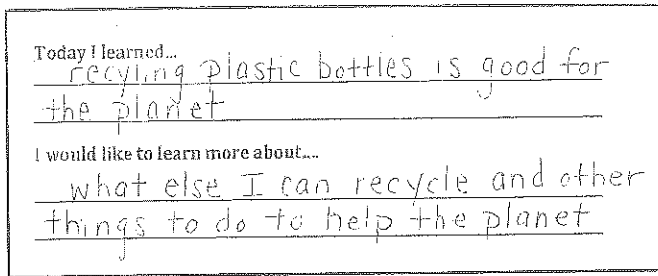 Today I learned...
recyling plastic bottles is good for
the planet
I would like to learn more about....
what else I can recycle and other
things to do to help the planet